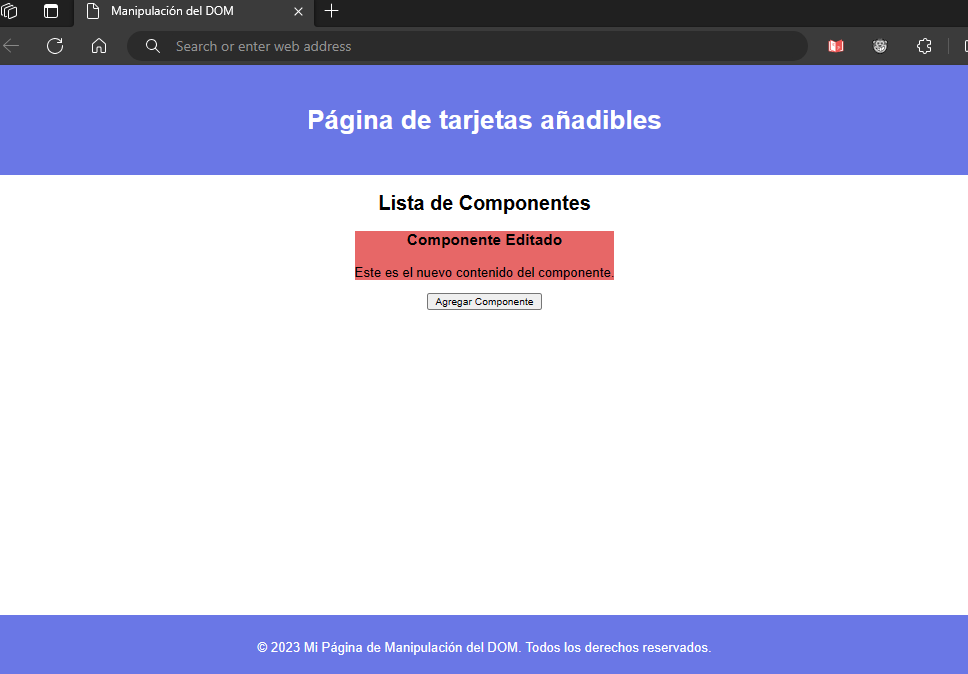 Manipulación del DOM
Search or enter web address
Página de tarjetas añadibles
Lista de Componentes
Componente Editado
Este es el nuevo contenido del componente.
Agregar Componente
© 2023 Mi Página de Manipulación del DOM. Todos los derechos reservados.